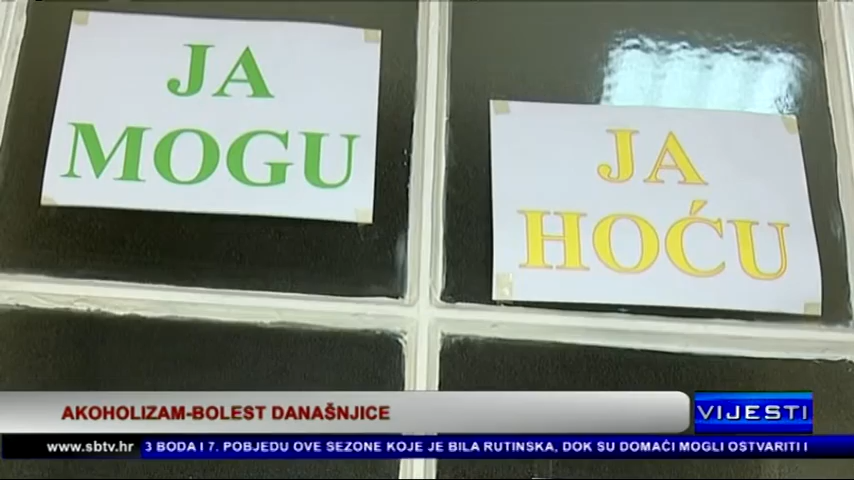 JA
MOGU
JA
HOĆU
AKOHOLIZAM-BOLEST DANAŠNJICE
VIJESTI
www.sbtv.hr
3 BODA I 7. POBJEDU OVE SEZONE KOJE JE BILA RUTINSKA, DOK SU DOMAĆI MOGLI OSTVARITI I